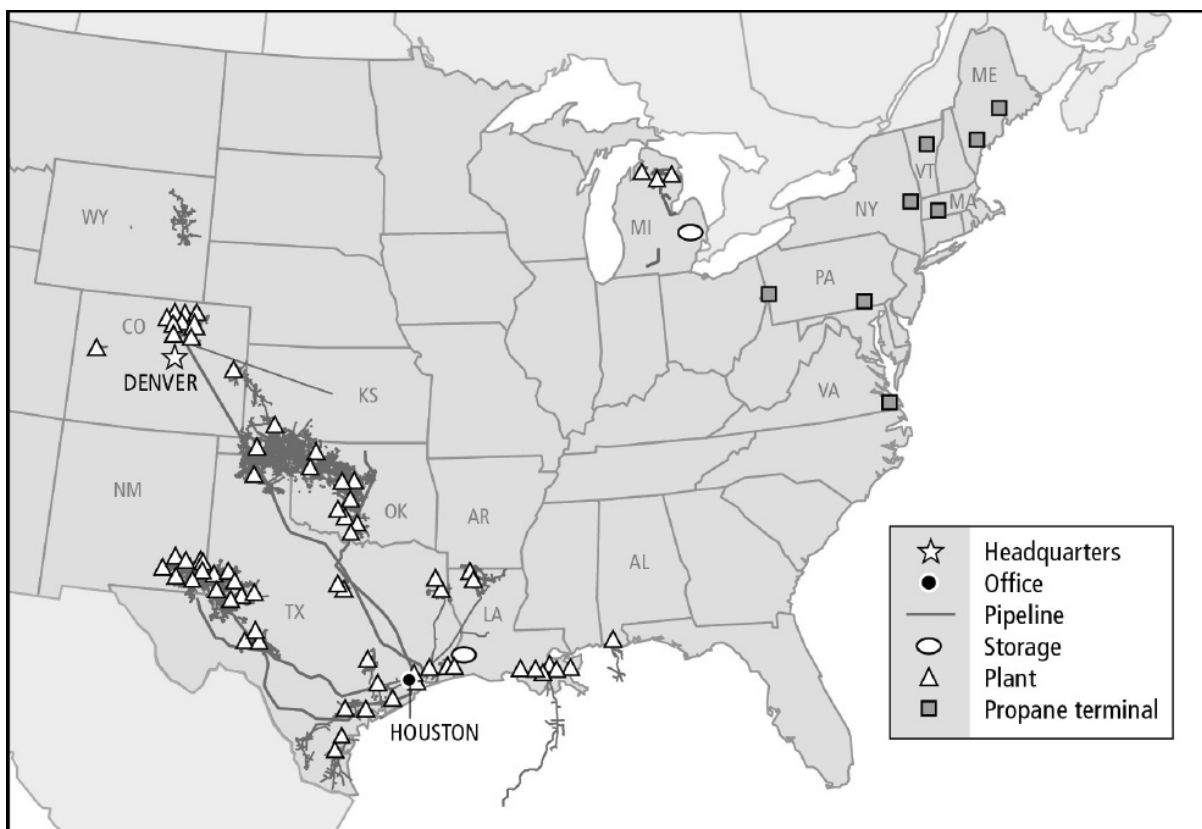 ME
VT
WY
NY
MA
MI
PA
CO
DENVER
KS
VA
NM
OK
AR
AL
TX
LA
HOUSTON
Headquarters
Office
Pipeline
Storage
Plant
Propane terminal